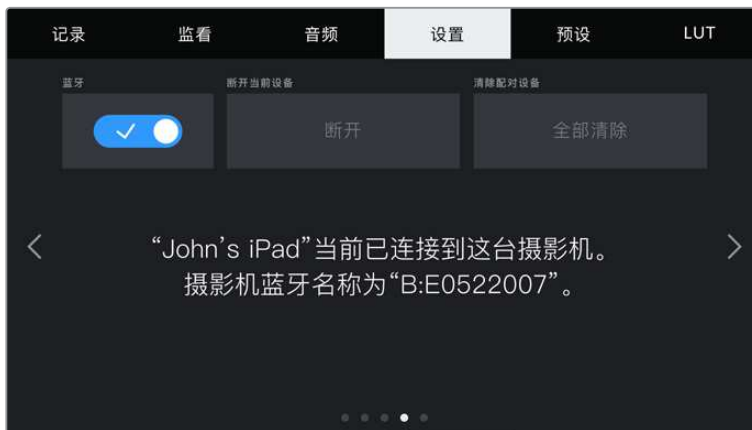 记录 监看 音频 设置 预设 LUT
蓝牙 断开当前设备 清除配对设备
断开 全部清除
“John’s iPad”当前已连接到这台摄影机。
摄影机蓝牙名称为“B:E0522007”。